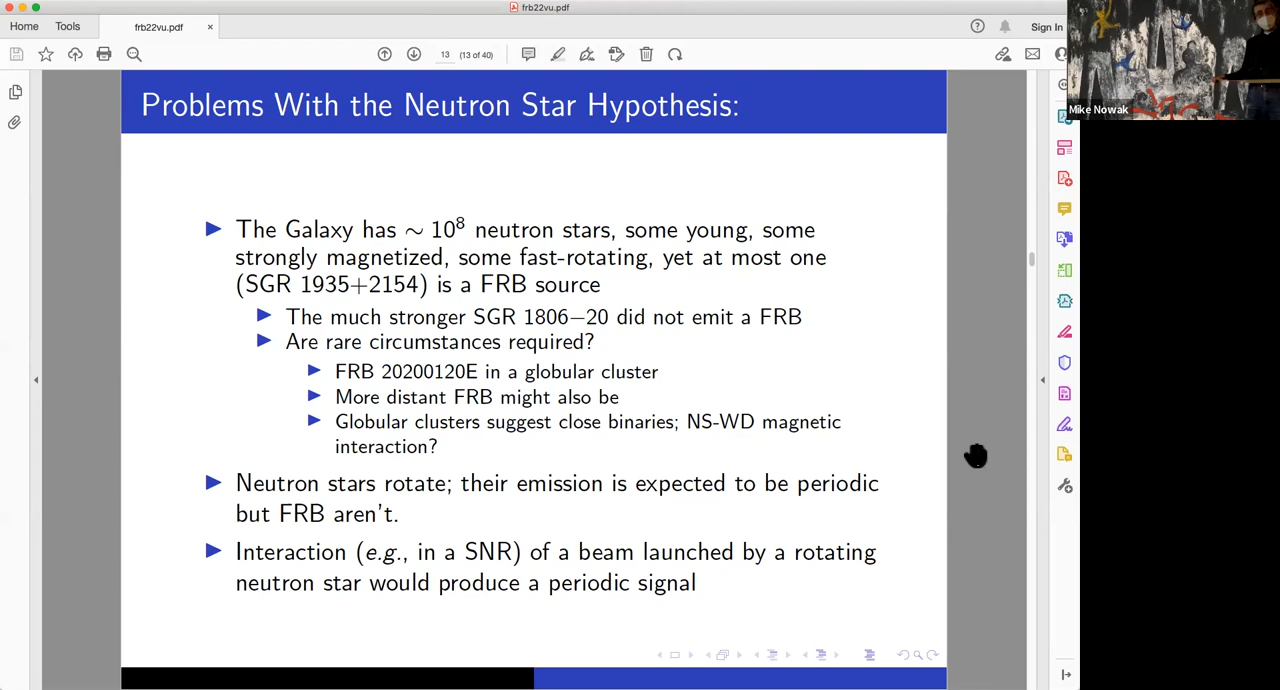 frb22vu.pdf
Home Tools frb22vu.pdf × Sign In
13 (13 of 40)
Mike Nowak
Problems With the Neutron Star Hypothesis:
The Galaxy has ∼ 10⁸ neutron stars, some young, some
strongly magnetized, some fast-rotating, yet at most one
(SGR 1935+2154) is a FRB source
The much stronger SGR 1806−20 did not emit a FRB
Are rare circumstances required?
FRB 20200120E in a globular cluster
More distant FRB might also be
Globular clusters suggest close binaries; NS-WD magnetic
interaction?
Neutron stars rotate; their emission is expected to be periodic
but FRB aren't.
Interaction (e.g., in a SNR) of a beam launched by a rotating
neutron star would produce a periodic signal